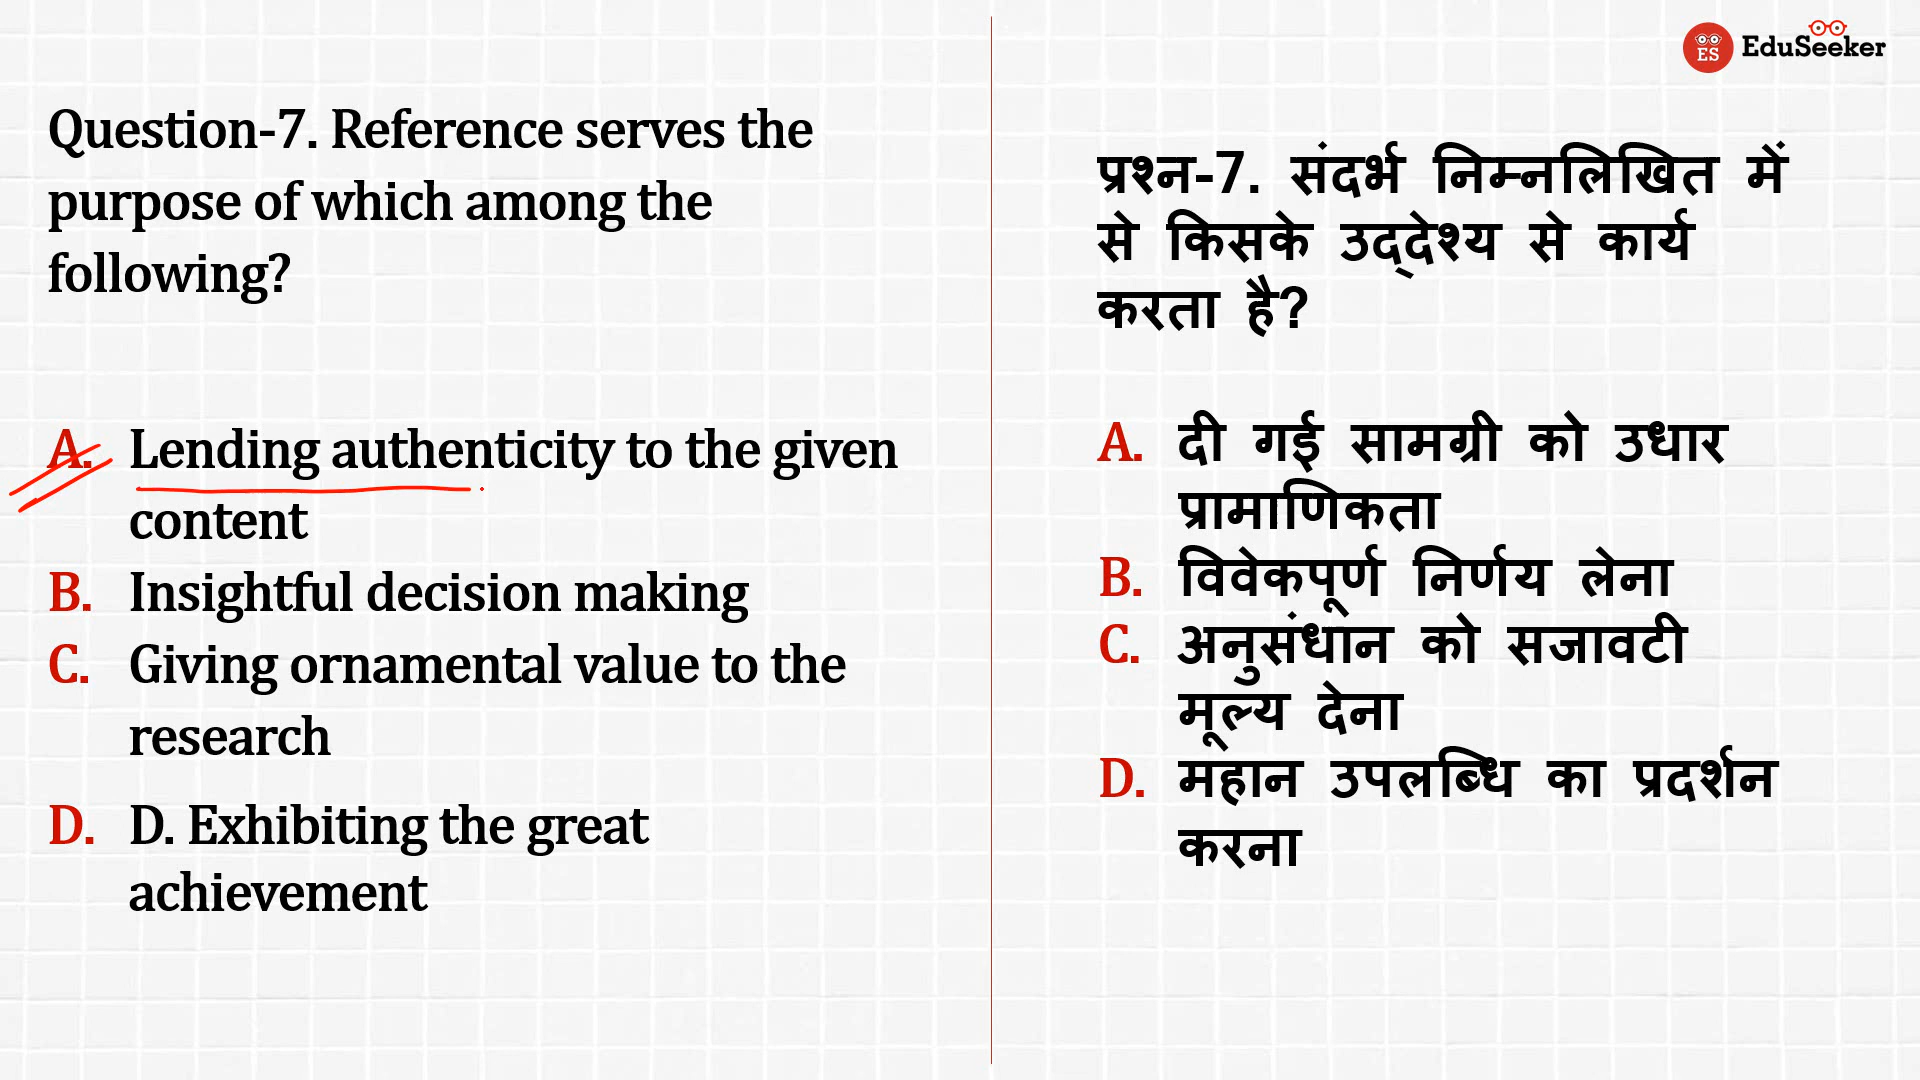 ES EduSeeker
Question-7. Reference serves the
purpose of which among the
following?
A. Lending authenticity to the given
content
B. Insightful decision making
C. Giving ornamental value to the
research
D. D. Exhibiting the great
achievement
प्रश्न-7. संदर्भ निम्नलिखित में
से किसके उद्देश्य से कार्य
करता है?
A. दी गई सामग्री को उधार
प्रामाणिकता
B. विवेकपूर्ण निर्णय लेना
C. अनुसंधान को सजावटी
मूल्य देना
D. महान उपलब्धि का प्रदर्शन
करना